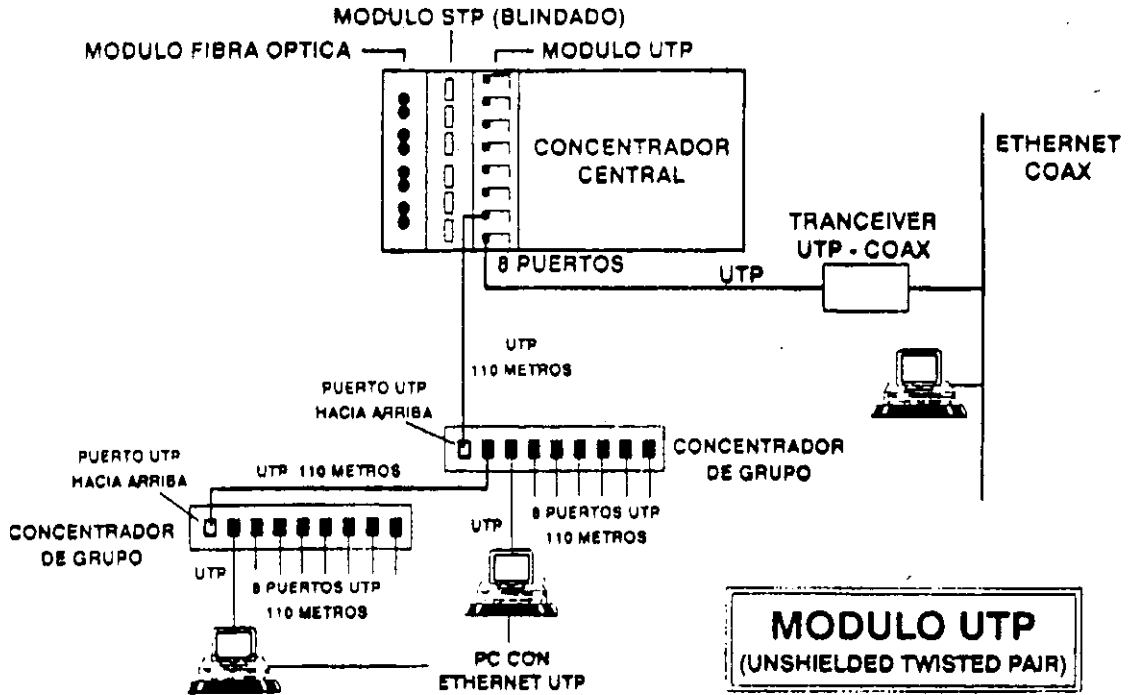 MODULO STP (BLINDADO)
MODULO FIBRA OPTICA
MODULO UTP
CONCENTRADOR
CENTRAL
ETHERNET
COAX
TRANCEIVER
UTP - COAX
8 PUERTOS
UTP
UTP
110 METROS
PUERTO UTP
HACIA ARRIBA
CONCENTRADOR
DE GRUPO
PUERTO UTP
HACIA ARRIBA
UTP 110 METROS
CONCENTRADOR
DE GRUPO
UTP
8 PUERTOS UTP
110 METROS
UTP
8 PUERTOS UTP
110 METROS
PC CON
ETHERNET UTP
MODULO UTP
(UNSHIELDED TWISTED PAIR)